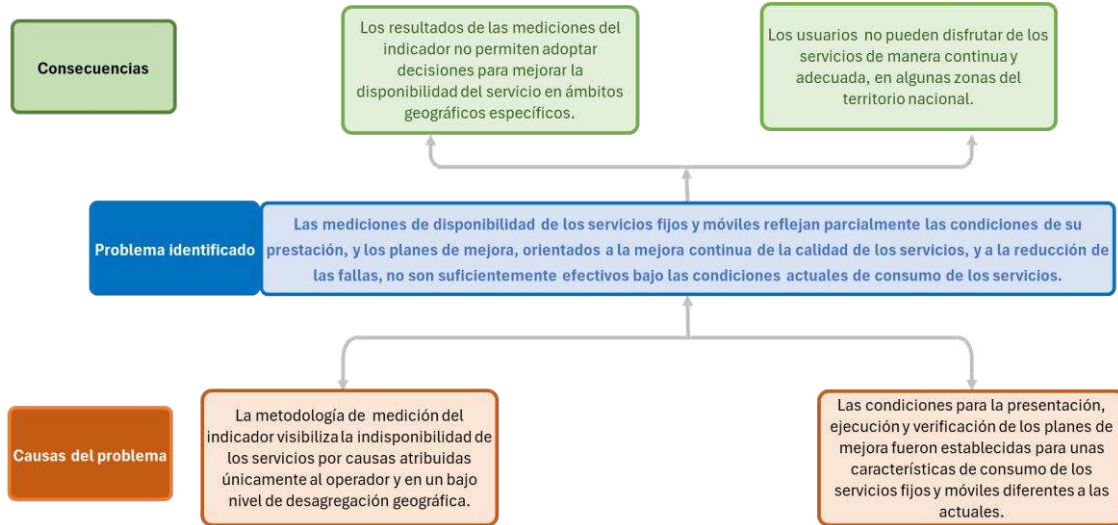 Consecuencias
Los resultados de las mediciones del
indicador no permiten adoptar
decisiones para mejorar la
disponibilidad del servicio en ámbitos
geográficos específicos.
Los usuarios no pueden disfrutar de los
servicios de manera continua y
adecuada, en algunas zonas del
territorio nacional.
Problema identificado
Las mediciones de disponibilidad de los servicios fijos y móviles reflejan parcialmente las condiciones de su
prestación, y los planes de mejora, orientados a la mejora continua de la calidad de los servicios, y a la reducción de
las fallas, no son suficientemente efectivos bajo las condiciones actuales de consumo de los servicios.
Causas del problema
La metodología de medición del
indicador visibiliza la indisponibilidad de
los servicios por causas atribuidas
únicamente al operador y en un bajo
nivel de desagregación geográfica.
Las condiciones para la presentación,
ejecución y verificación de los planes de
mejora fueron establecidas para unas
características de consumo de los
servicios fijos y móviles diferentes a las
actuales.